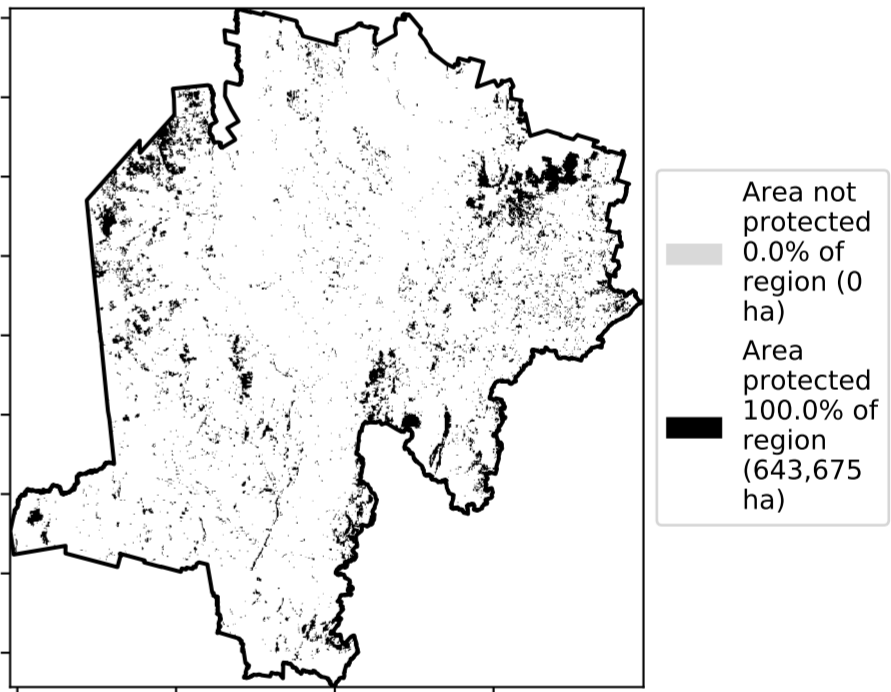 Area not
protected
0.0% of
region (0
ha)
Area
protected
100.0% of
region
(643,675
ha)